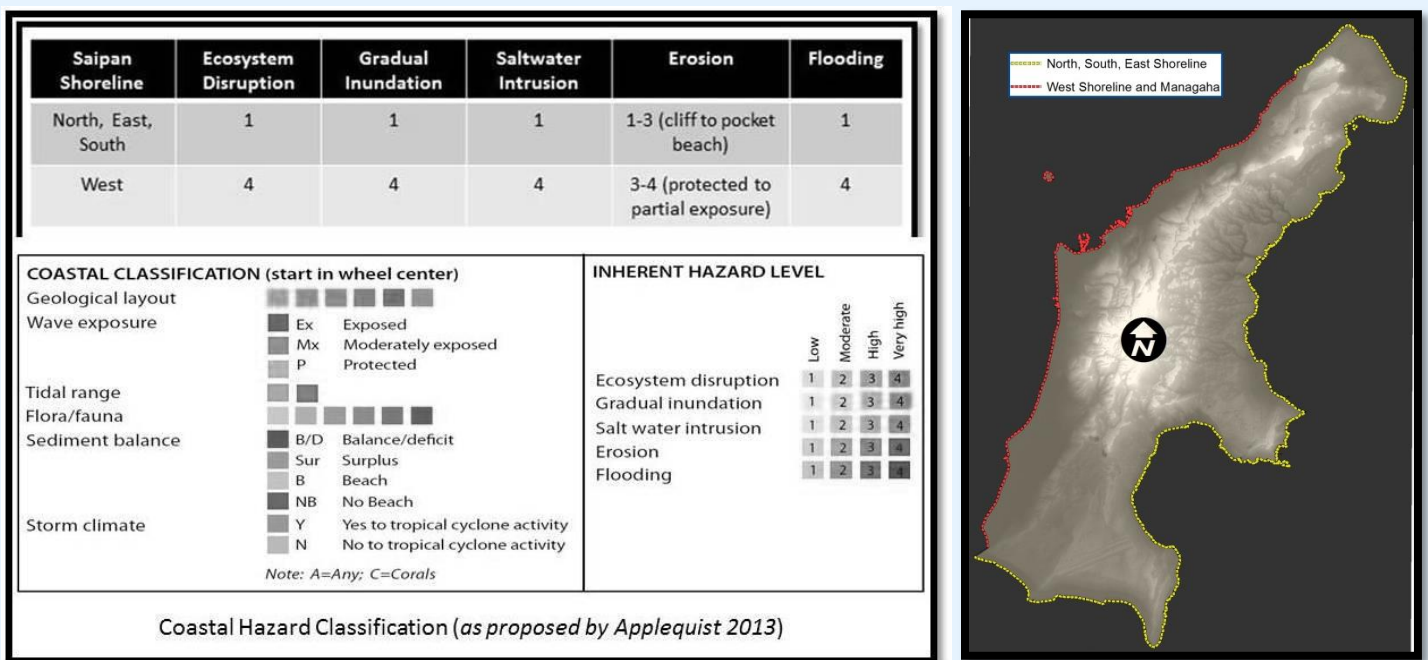 Saipan Shoreline Ecosystem Disruption Gradual Inundation Saltwater Intrusion Erosion Flooding
North, East, South 1 1 1 1-3 (cliff to pocket beach) 1
West 4 4 4 3-4 (protected to partial exposure) 4
COASTAL CLASSIFICATION (start in wheel center)
Geological layout
Wave exposure
Ex Exposed
Mx Moderately exposed
P Protected
Tidal range
Flora/fauna
Sediment balance
B/D Balance/deficit
Sur Surplus
B Beach
NB No Beach
Storm climate
Y Yes to tropical cyclone activity
N No to tropical cyclone activity
Note: A=Any; C=Corals
INHERENT HAZARD LEVEL
Low Moderate High Very high
Ecosystem disruption 1 2 3 4
Gradual inundation 1 2 3 4
Salt water intrusion 1 2 3 4
Erosion 1 2 3 4
Flooding 1 2 3 4
Coastal Hazard Classification (as proposed by Applequist 2013)
North, South, East Shoreline
West Shoreline and Managaha
N